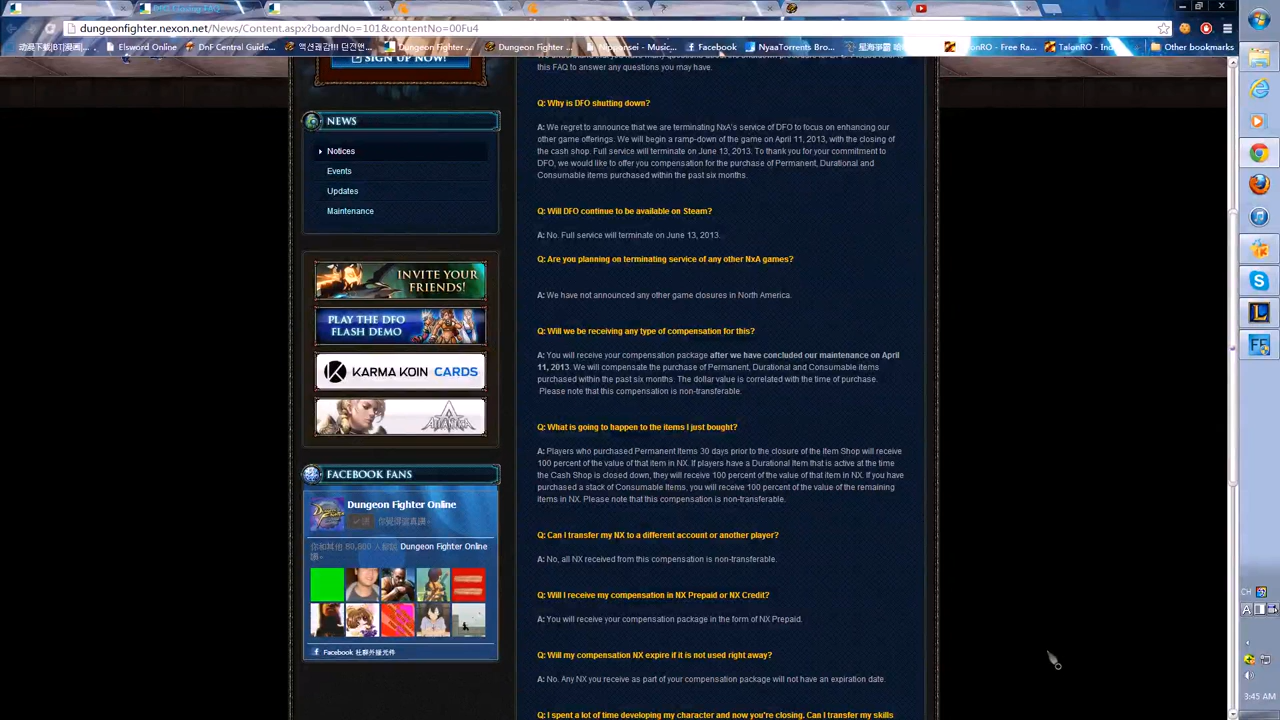 DFO Closing FAQ
dungeonfighter.nexon.net/News/Content.aspx?boardNo=101&contentNo=00Fu4
Elsword Online
DnF Central Guide...
Dungeon Fighter ...
Dungeon Fighter ...
Nipponsei - Music...
Facebook
NyaaTorrents Bro...
TalonRO - Free Ra...
Other bookmarks
SIGN UP NOW!
NEWS
Notices
Events
Updates
Maintenance
INVITE YOUR
FRIENDS!
PLAY THE DFO
FLASH DEMO
KARMA KOIN CARDS
ATLANTICA
FACEBOOK FANS
Dungeon Fighter Online
Dungeon Fighter Online
Facebook 社群外掛元件
this FAQ to answer any questions you may have.
Q: Why is DFO shutting down?
A: We regret to announce that we are terminating NxA's service of DFO to focus on enhancing our
other game offerings. We will begin a ramp-down of the game on April 11, 2013, with the closing of
the cash shop. Full service will terminate on June 13, 2013. To thank you for your commitment to
DFO, we would like to offer you compensation for the purchase of Permanent, Durational and
Consumable items purchased within the past six months.
Q: Will DFO continue to be available on Steam?
A: No. Full service will terminate on June 13, 2013.
Q: Are you planning on terminating service of any other NxA games?
A: We have not announced any other game closures in North America.
Q: Will we be receiving any type of compensation for this?
A: You will receive your compensation package after we have concluded our maintenance on April
11, 2013. We will compensate the purchase of Permanent, Durational and Consumable items
purchased within the past six months. The dollar value is correlated with the time of purchase.
Please note that this compensation is non-transferable.
Q: What is going to happen to the items I just bought?
A: Players who purchased Permanent Items 30 days prior to the closure of the Item Shop will receive
100 percent of the value of that item in NX. If players have a Durational Item that is active at the time
the Cash Shop is closed down, they will receive 100 percent of the value of that item in NX. If you have
purchased a stack of Consumable Items, you will receive 100 percent of the value of the remaining
items in NX. Please note that this compensation is non-transferable.
Q: Can I transfer my NX to a different account or another player?
A: No, all NX received from this compensation is non-transferable.
Q: Will I receive my compensation in NX Prepaid or NX Credit?
A: You will receive your compensation package in the form of NX Prepaid.
Q: Will my compensation NX expire if it is not used right away?
A: No. Any NX you receive as part of your compensation package will not have an expiration date.
Q: I spent a lot of time developing my character and now you're closing. Can I transfer my skills
CH
3:45 AM